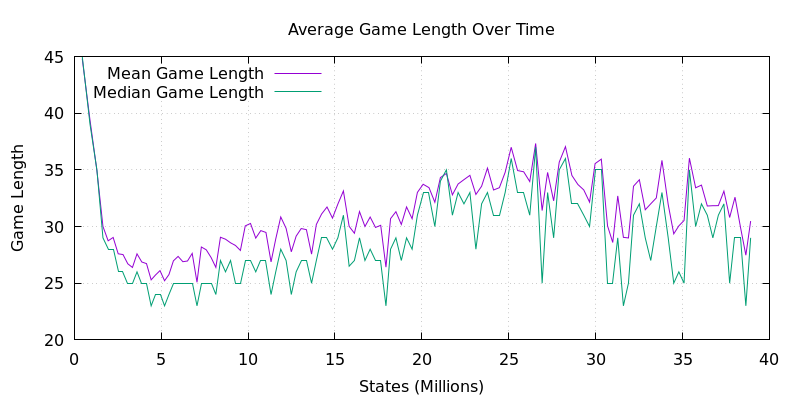 Average Game Length Over Time
Mean Game Length
Median Game Length
Game Length
45
40
35
30
25
20
0 5 10 15 20 25 30 35 40
States (Millions)